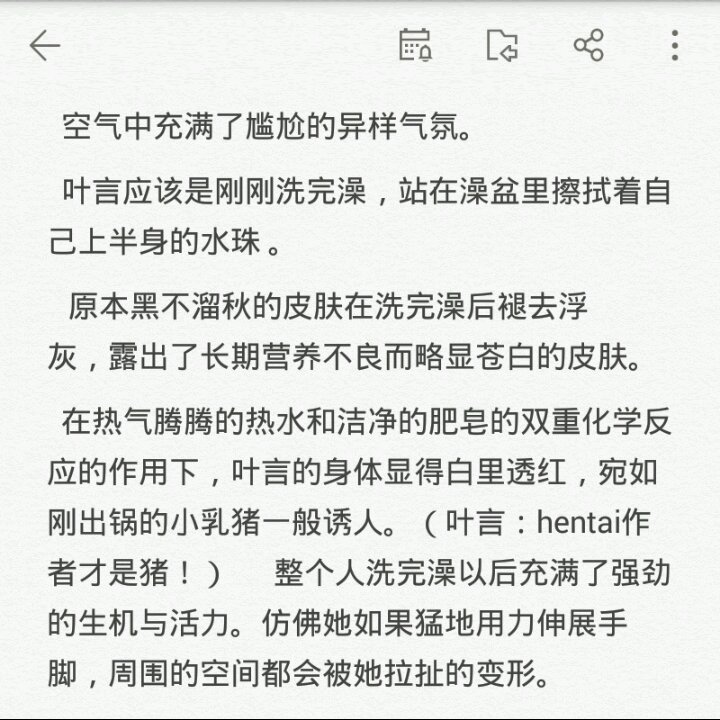 空气中充满了尴尬的异样气氛。
叶言应该是刚刚洗完澡，站在澡盆里擦拭着自
己上半身的水珠。
原本黑不溜秋的皮肤在洗完澡后褪去浮
灰，露出了长期营养不良而略显苍白的皮肤。
在热气腾腾的热水和洁净的肥皂的双重化学反
应的作用下，叶言的身体显得白里透红，宛如
刚出锅的小乳猪一般诱人。（叶言：hentai作
者才是猪！） 整个人洗完澡以后充满了强劲
的生机与活力。仿佛她如果猛地用力伸展手
脚，周围的空间都会被她拉扯的变形。